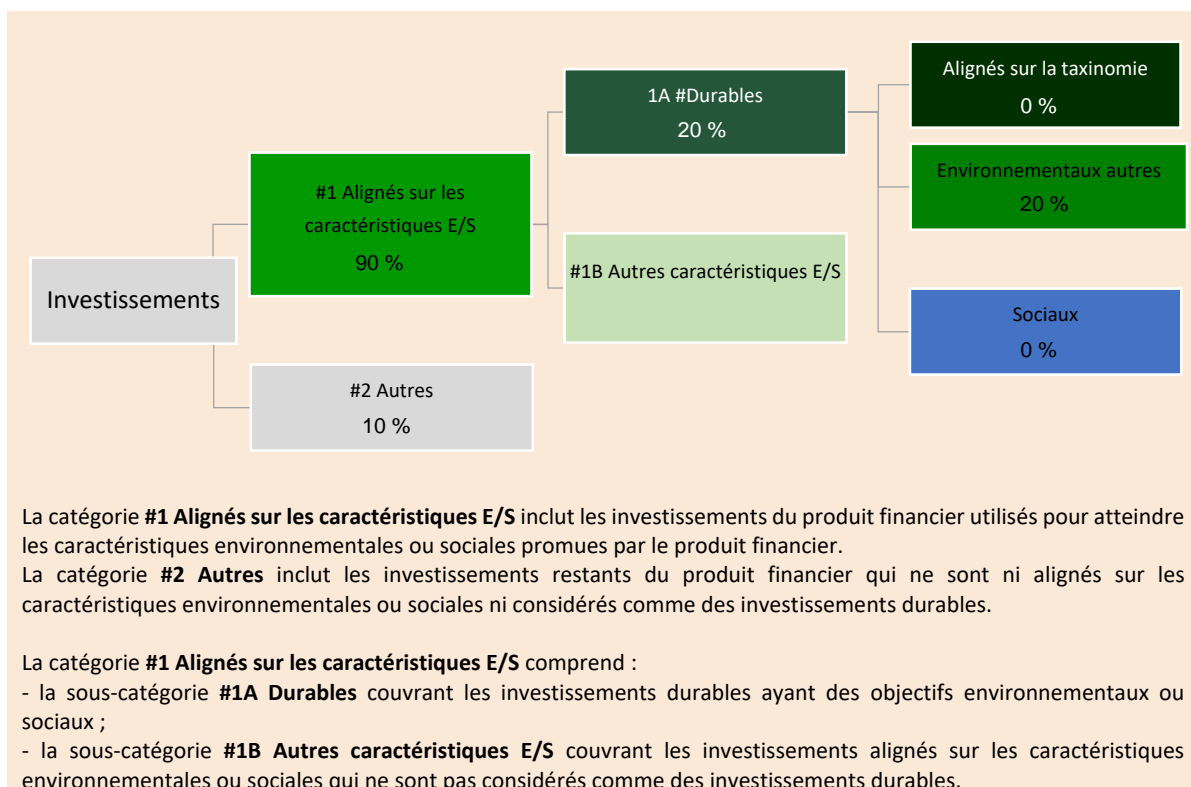 Investissements
#1 Alignés sur les
caractéristiques E/S
90 %
#2 Autres
10 %
1A #Durables
20 %
#1B Autres caractéristiques E/S
Alignés sur la taxinomie
0 %
Environnementaux autres
20 %
Sociaux
0 %
La catégorie #1 Alignés sur les caractéristiques E/S inclut les investissements du produit financier utilisés pour atteindre
les caractéristiques environnementales ou sociales promues par le produit financier.
La catégorie #2 Autres inclut les investissements restants du produit financier qui ne sont ni alignés sur les
caractéristiques environnementales ou sociales ni considérés comme des investissements durables.
La catégorie #1 Alignés sur les caractéristiques E/S comprend :
- la sous-catégorie #1A Durables couvrant les investissements durables ayant des objectifs environnementaux ou
sociaux ;
- la sous-catégorie #1B Autres caractéristiques E/S couvrant les investissements alignés sur les caractéristiques
environnementales ou sociales qui ne sont pas considérés comme des investissements durables.